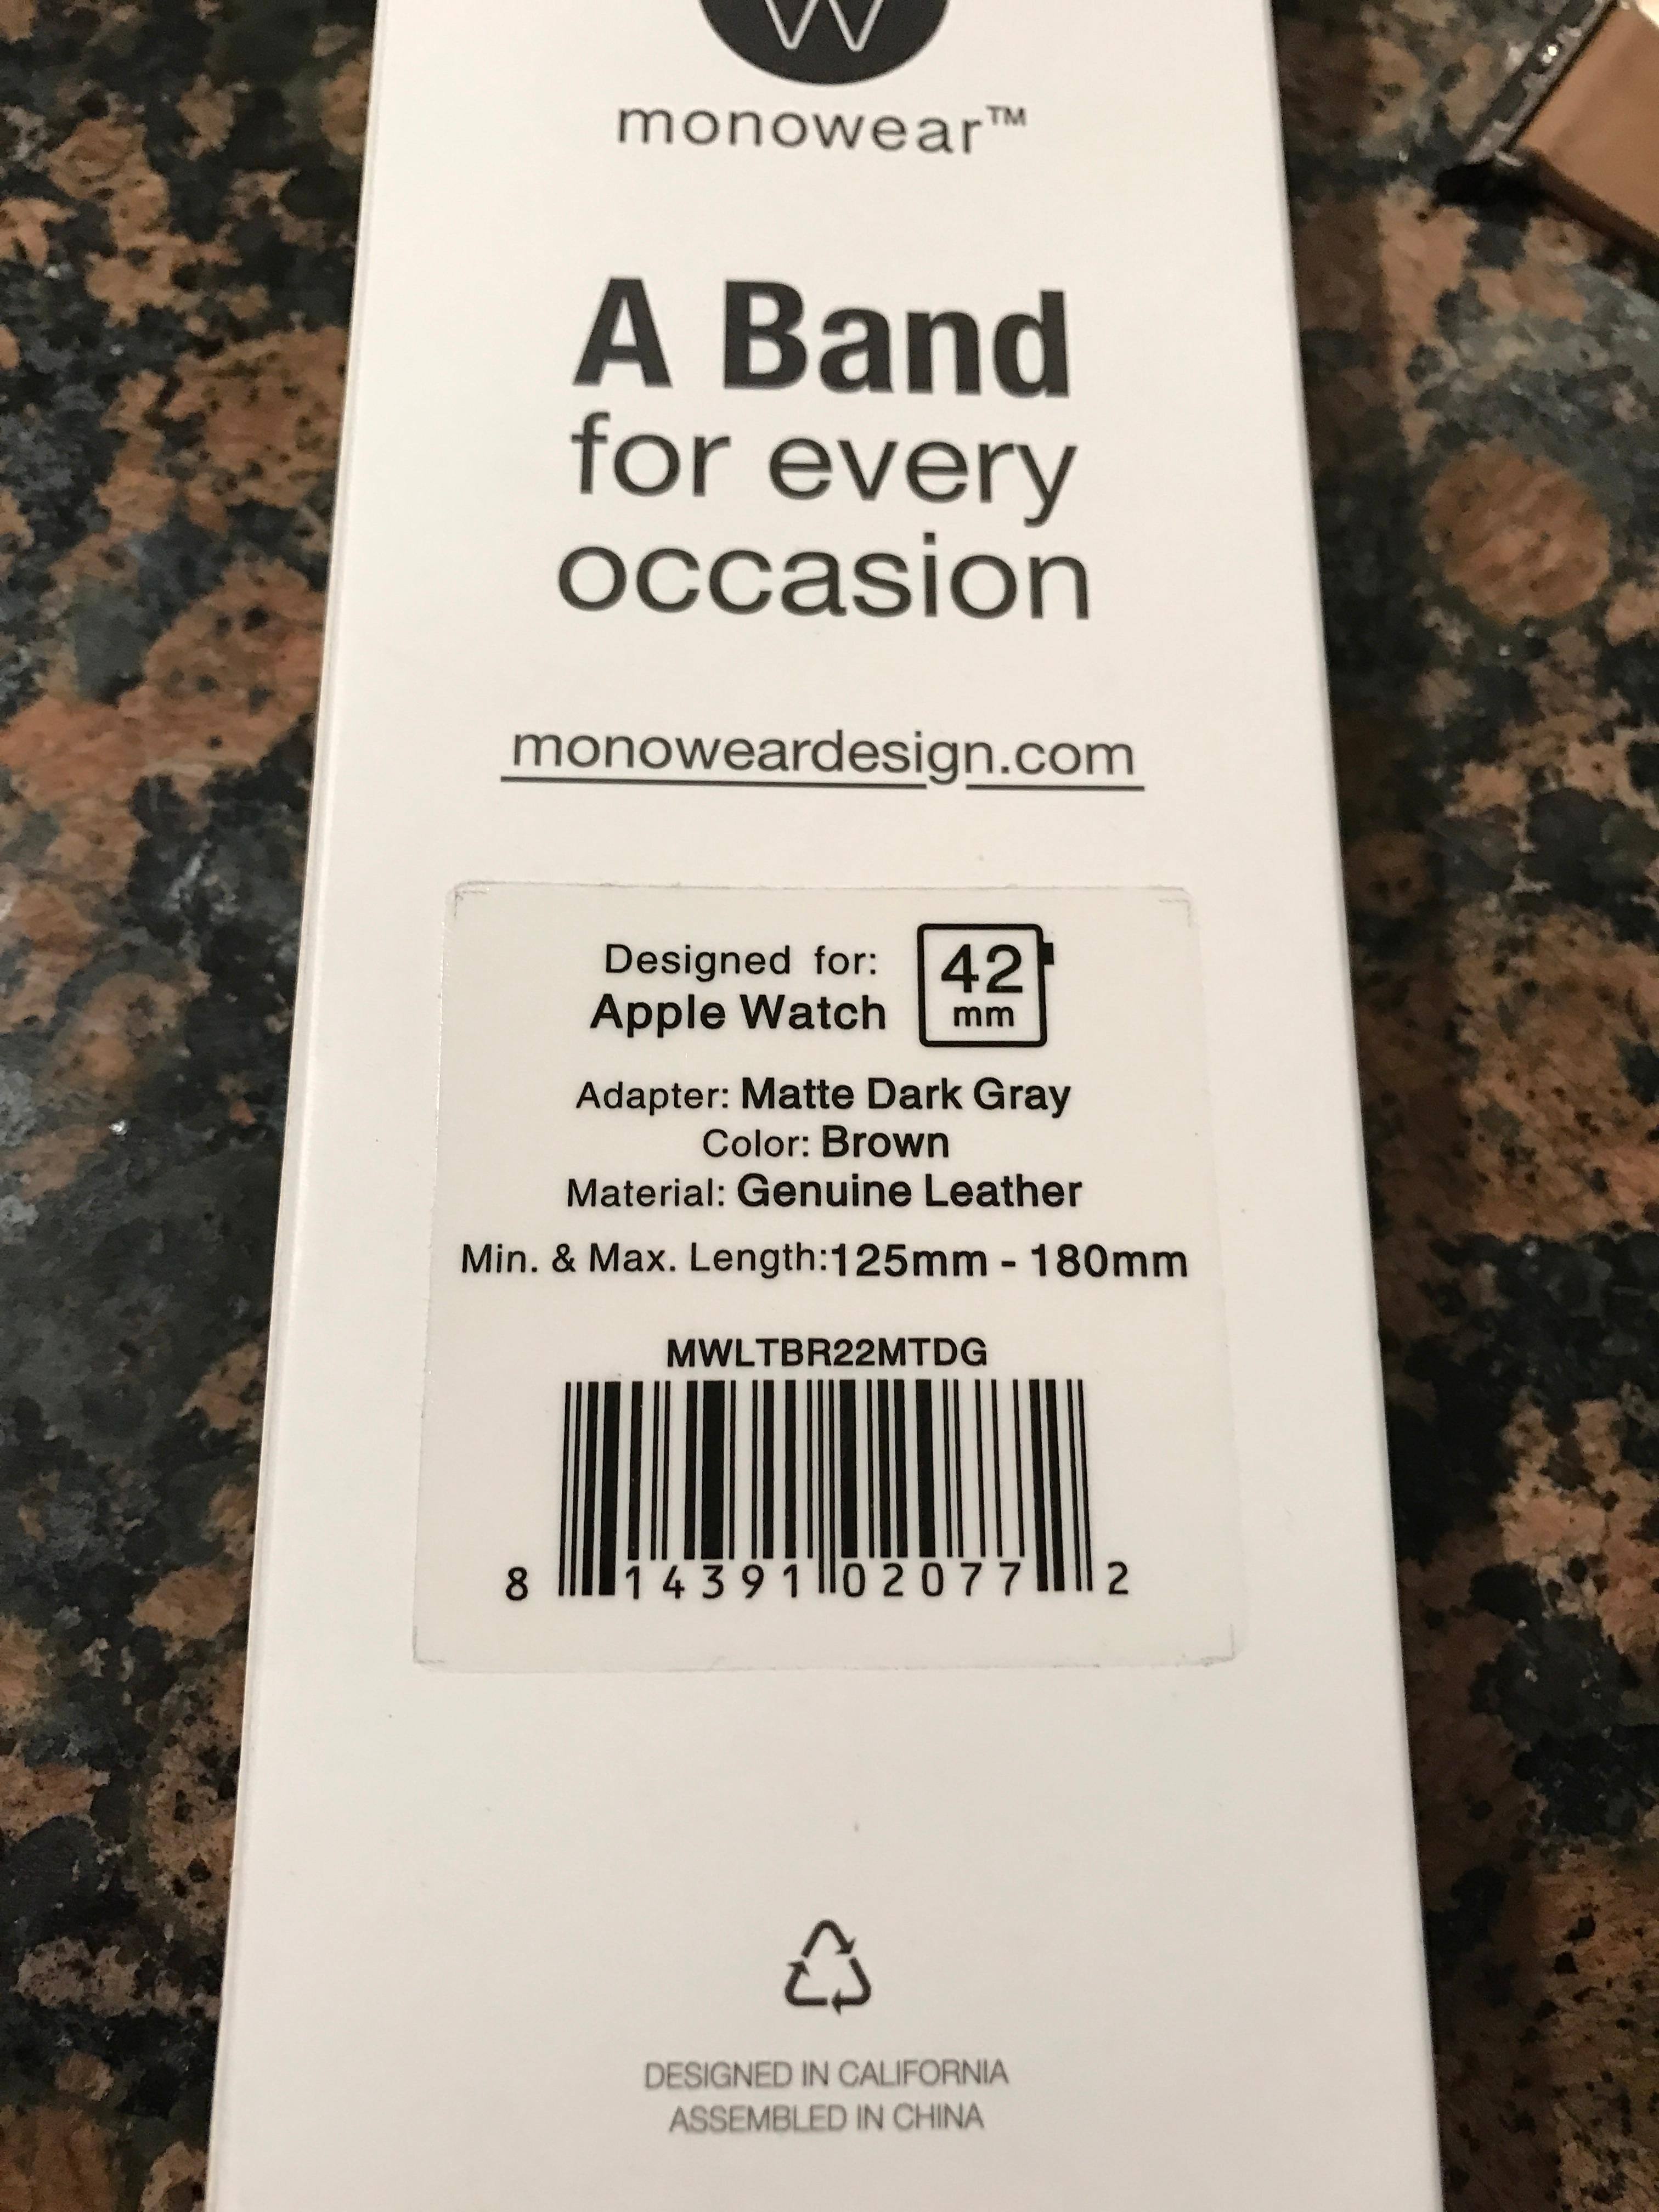 W
monowear™
A Band
for every
occasion
monoweardesign.com
Designed for:
Apple Watch
42
mm
Adapter: Matte Dark Gray
Color: Brown
Material: Genuine Leather
Min. & Max. Length:125mm - 180mm
MWLTBR22MTDG
8 14391 02077 2
DESIGNED IN CALIFORNIA
ASSEMBLED IN CHINA